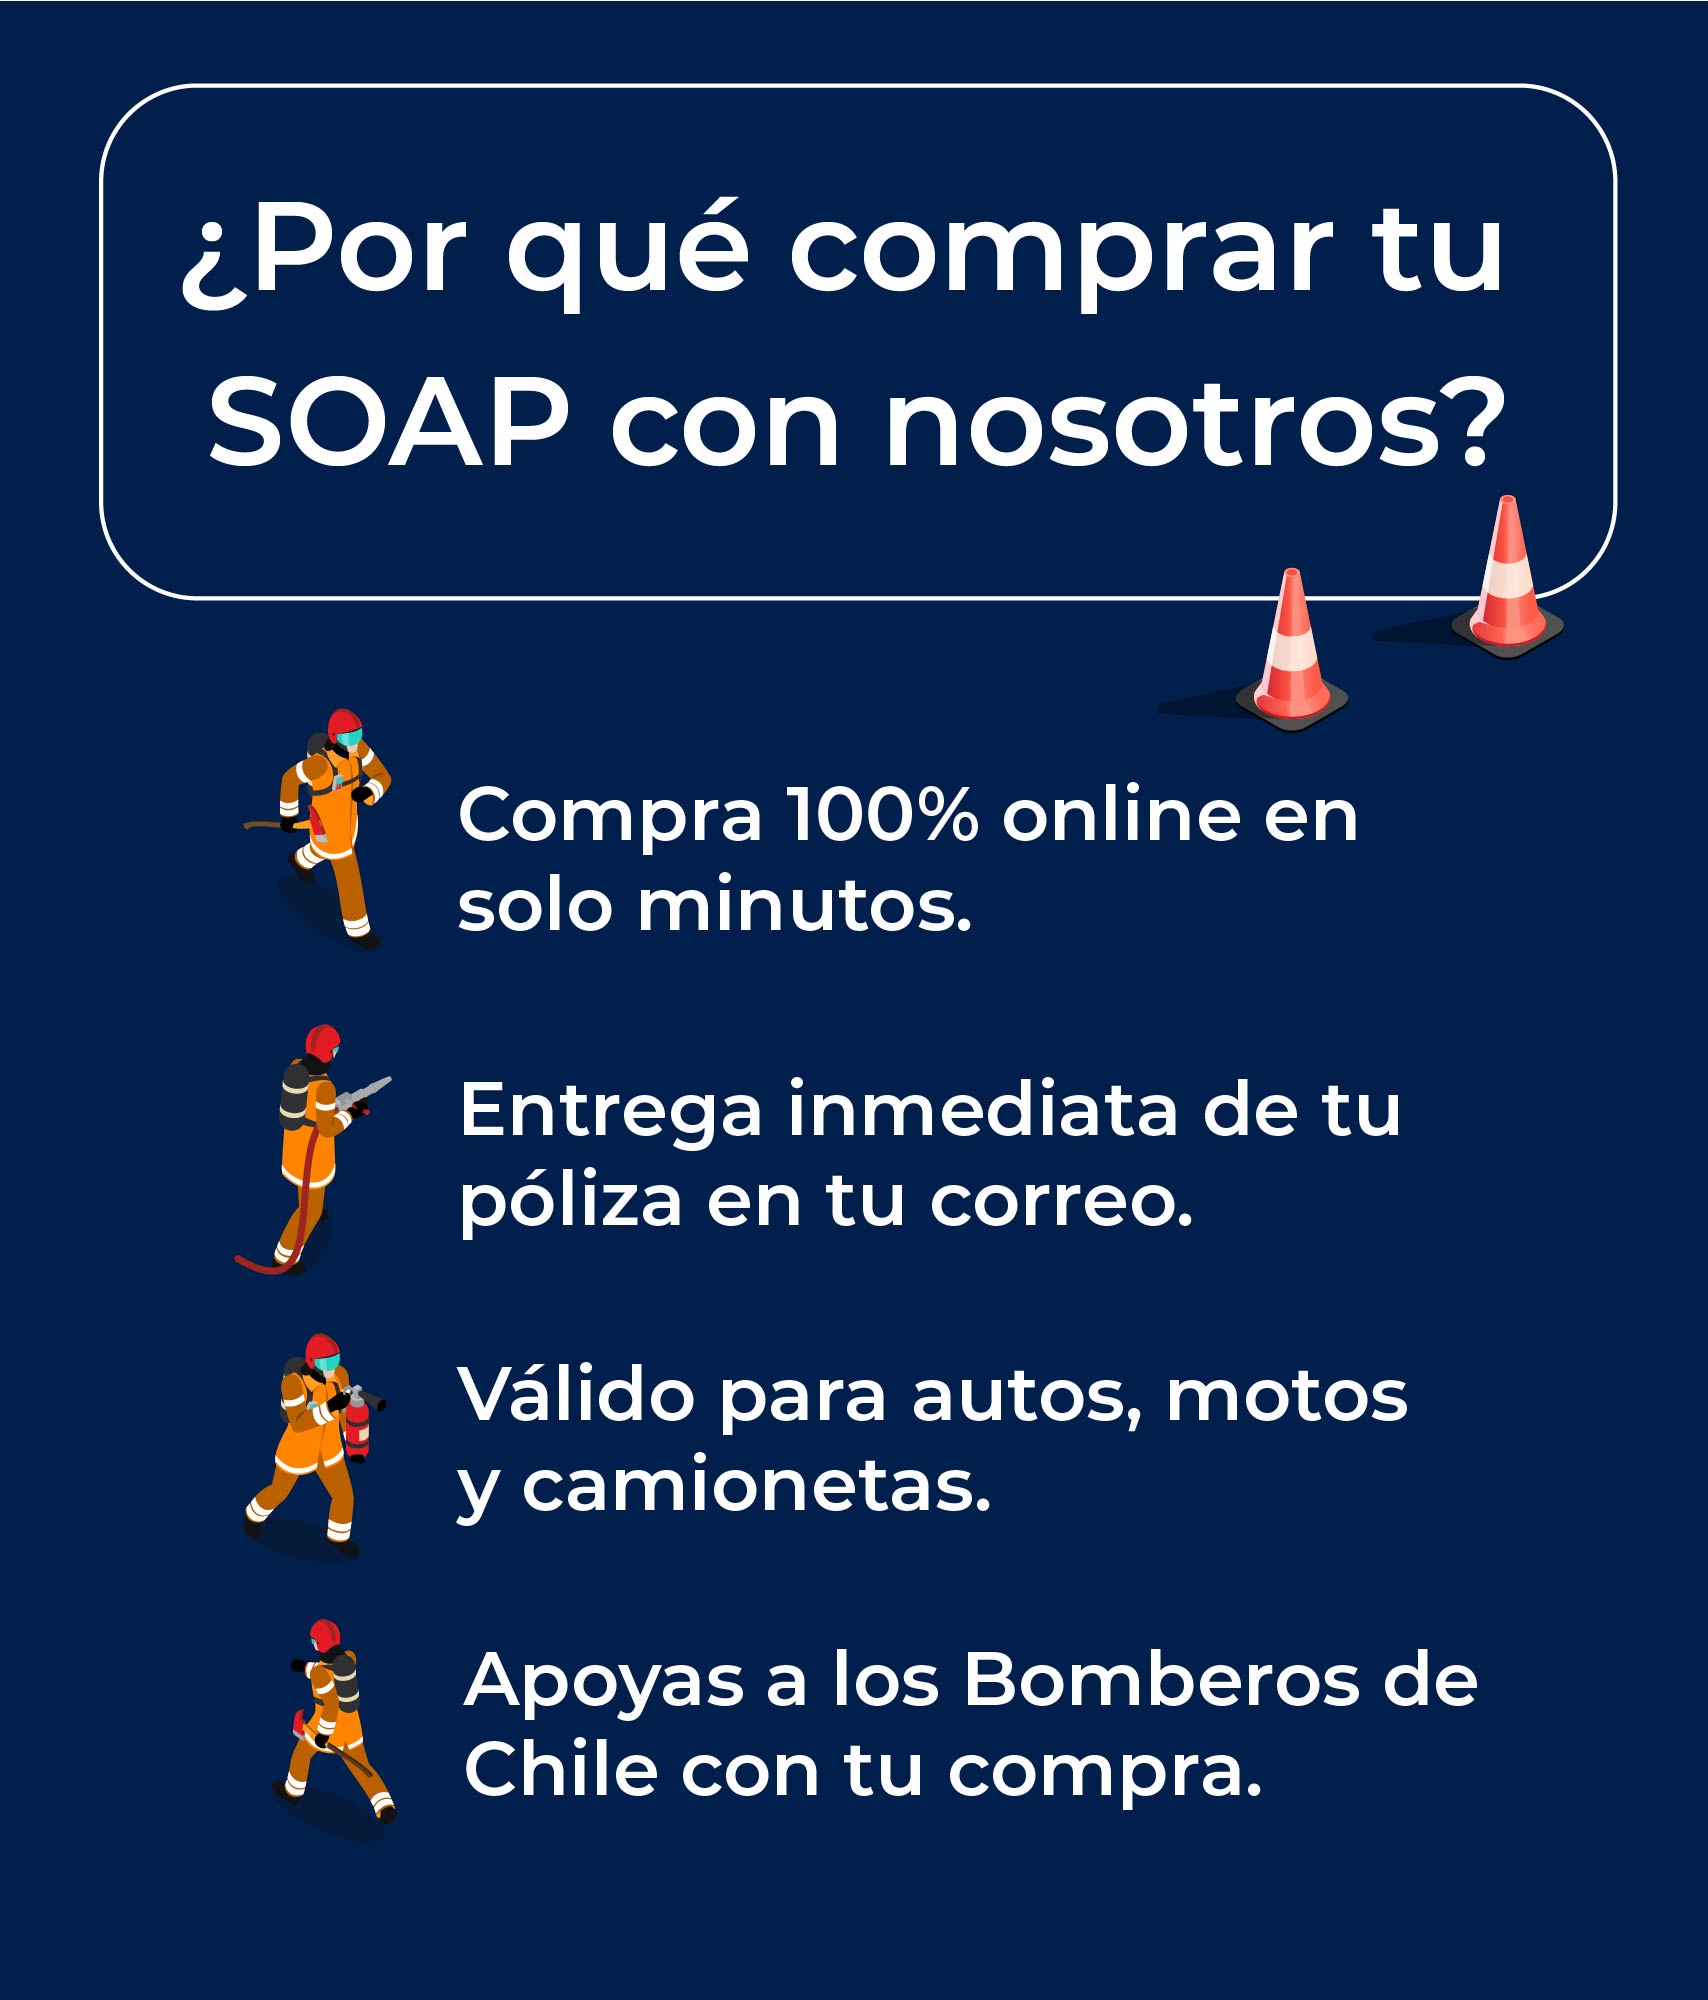 ¿Por qué comprar tu
SOAP con nosotros?
Compra 100% online en
solo minutos.
Entrega inmediata de tu
póliza en tu correo.
Válido para autos, motos
y camionetas.
Apoyas a los Bomberos de
Chile con tu compra.